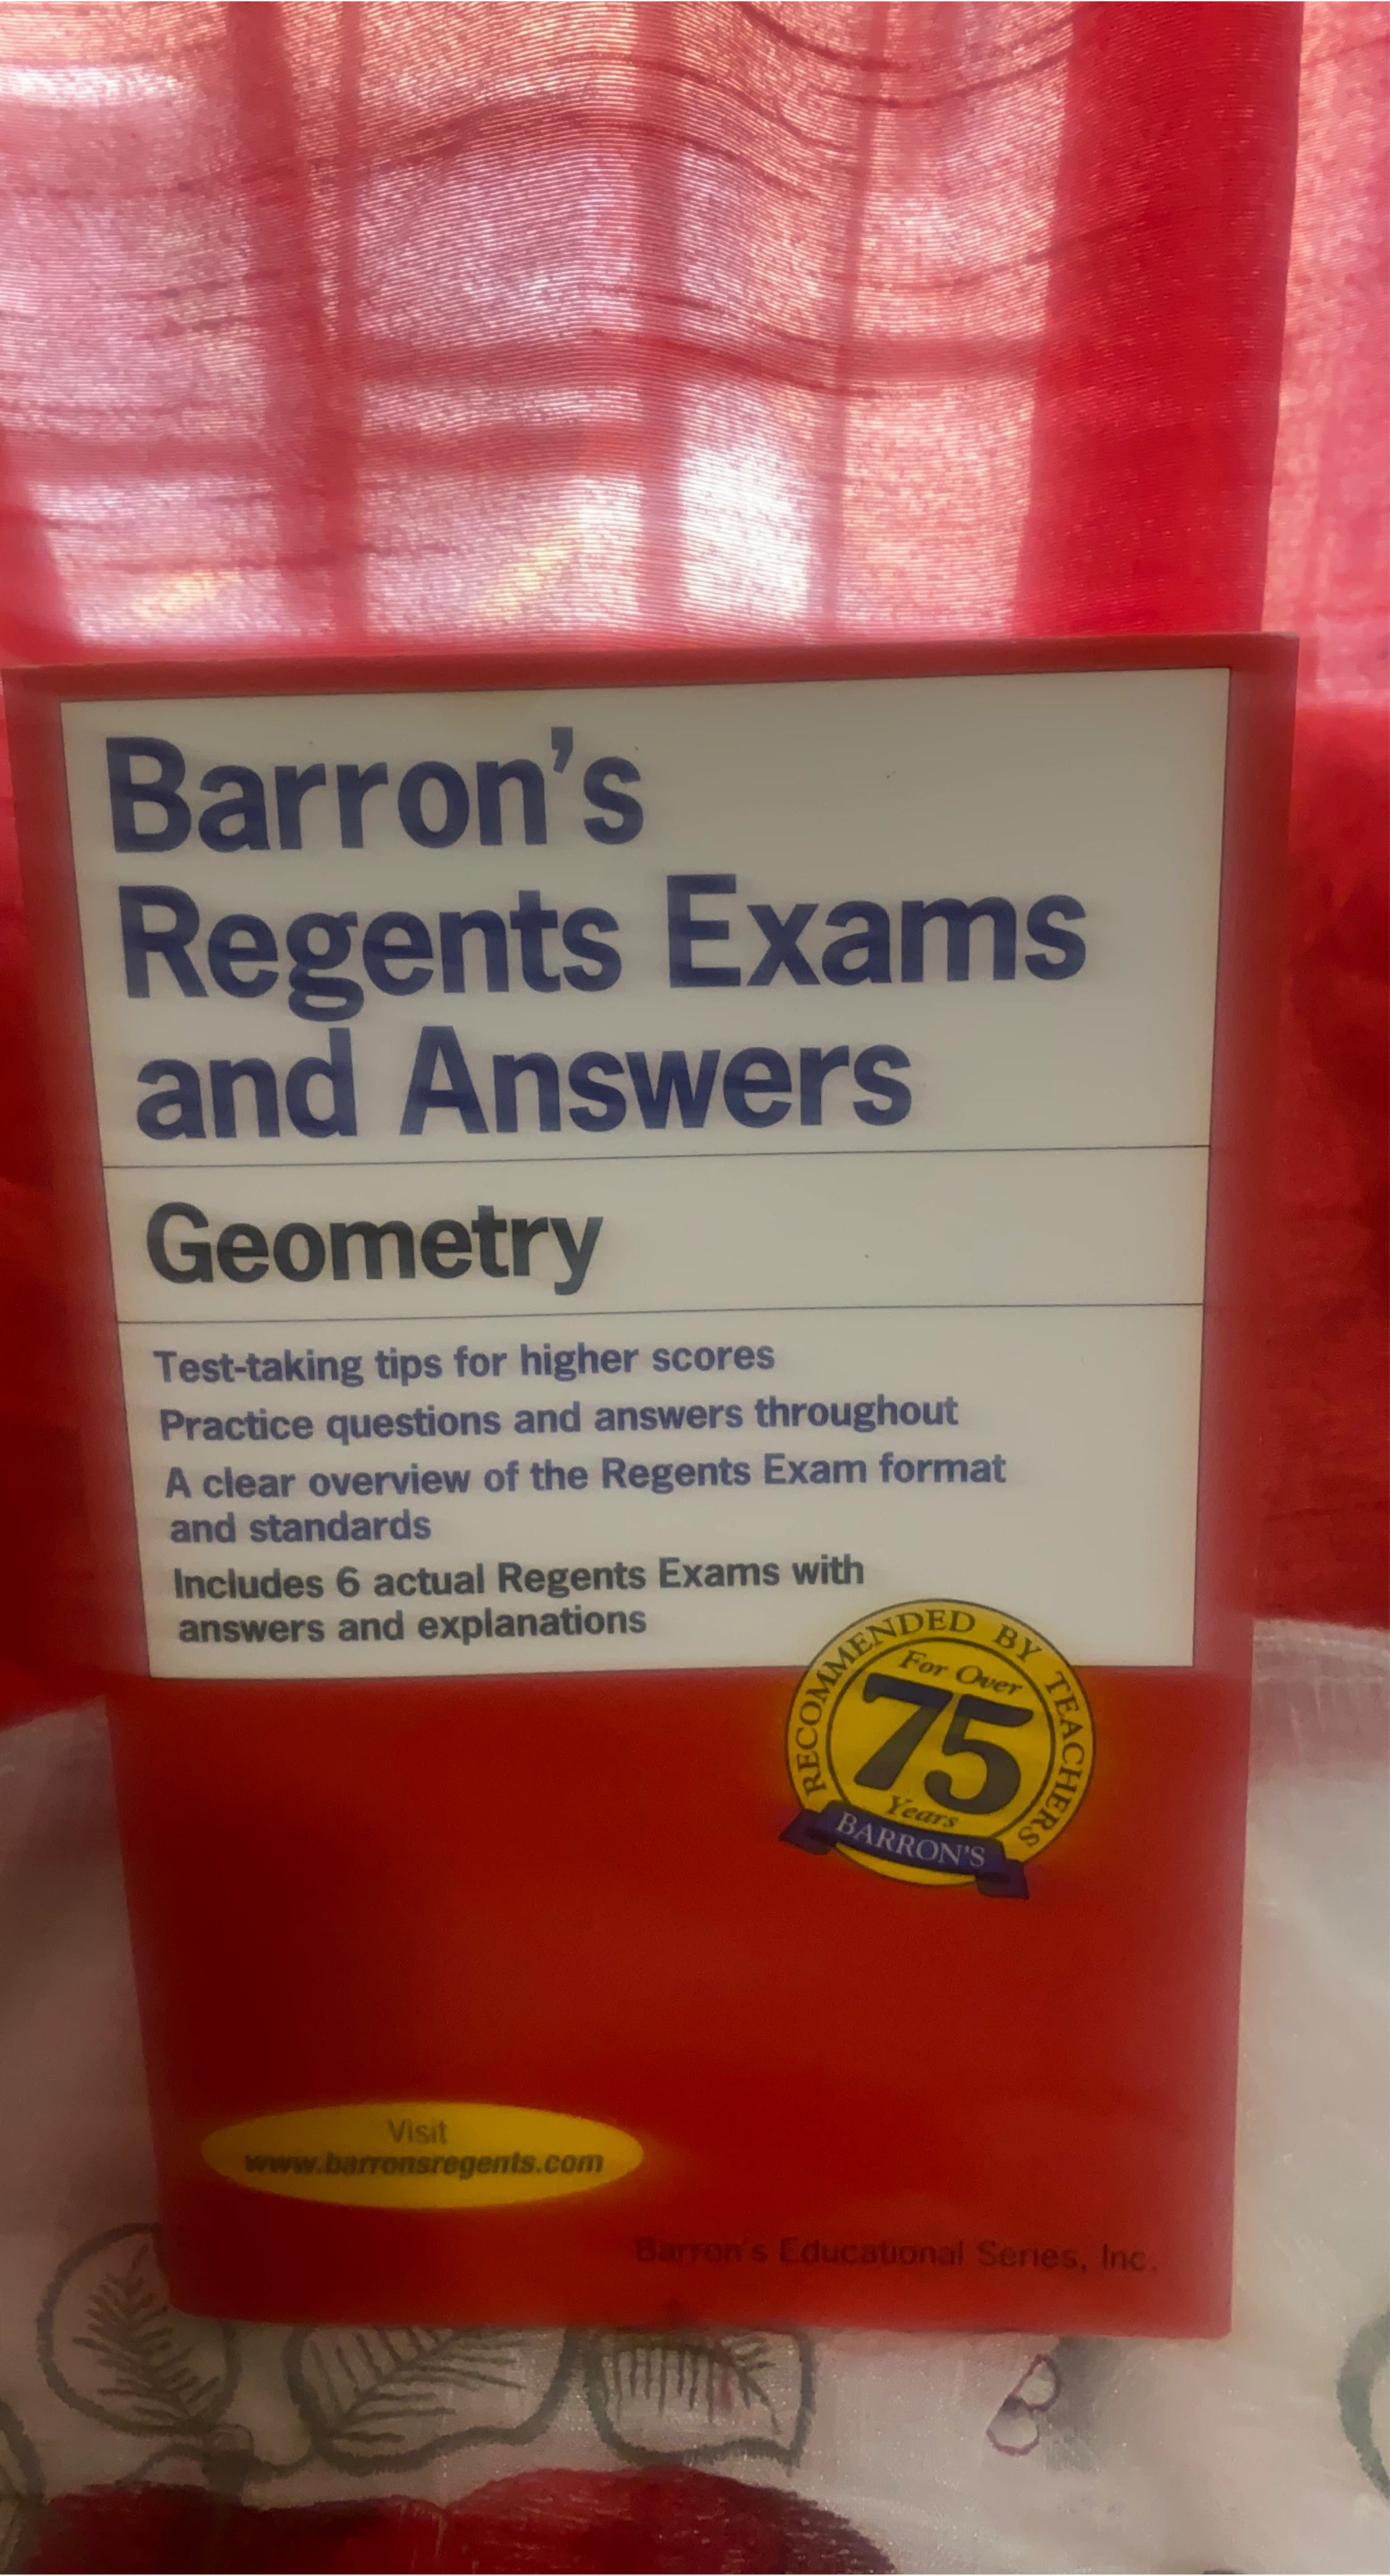 Barron's
Regents Exams
and Answers
Geometry
Test-taking tips for higher scores
Practice questions and answers throughout
A clear overview of the Regents Exam format
and standards
Includes 6 actual Regents Exams with
answers and explanations
RECOMMENDED BY TEACHERS
For Over
75
Years
BARRON'S
Visit
www.barronsregents.com
Barron's Educational Series, Inc.